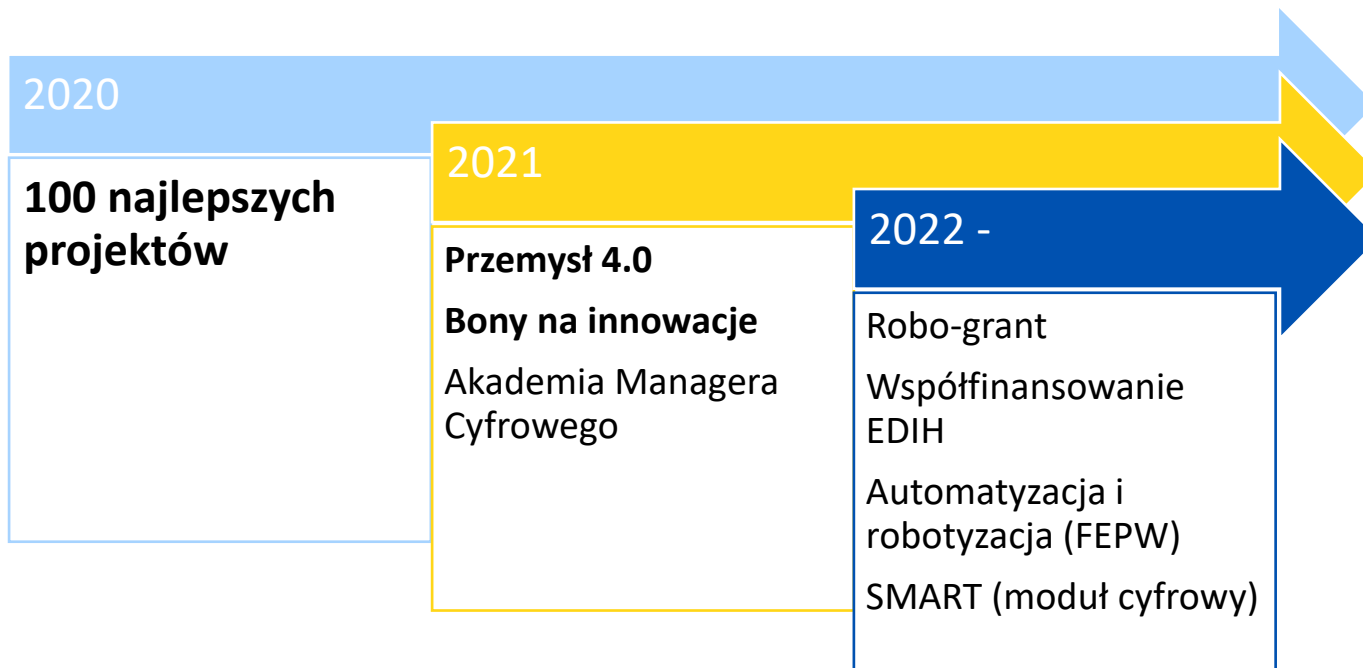 2020
100 najlepszych
projektów
2021
Przemysł 4.0
Bony na innowacje
Akademia Managera
Cyfrowego
2022 -
Robo-grant
Współfinansowanie
EDIH
Automatyzacja i
robotyzacja (FEPW)
SMART (moduł cyfrowy)